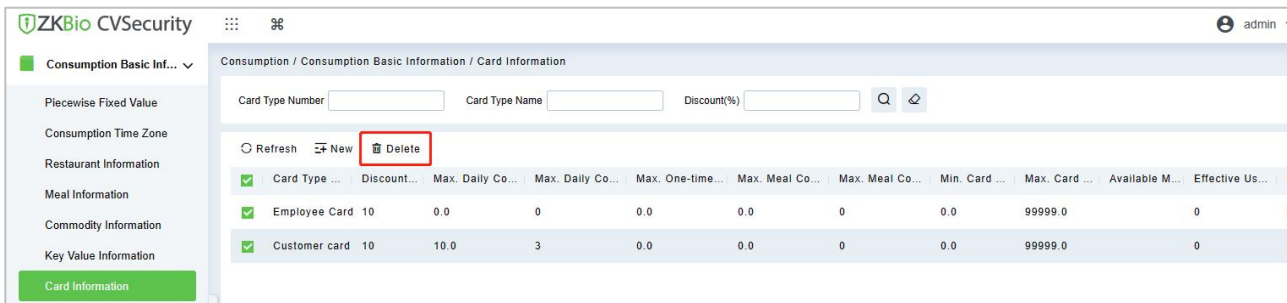 ZKBio CVSecurity
admin
Consumption Basic Inf...
Consumption / Consumption Basic Information / Card Information
Piecewise Fixed Value
Card Type Number
Card Type Name
Discount(%)
Consumption Time Zone
Restaurant Information
Refresh New Delete
Meal Information
Card Type ... Discount... Max. Daily Co... Max. Daily Co... Max. One-time... Max. Meal Co... Max. Meal Co... Min. Card ... Max. Card ... Available M... Effective Us...
Commodity Information
Employee Card 10 0.0 0 0.0 0.0 0 0.0 99999.0 0
Key Value Information
Customer card 10 10.0 3 0.0 0.0 0 0.0 99999.0 0
Card Information